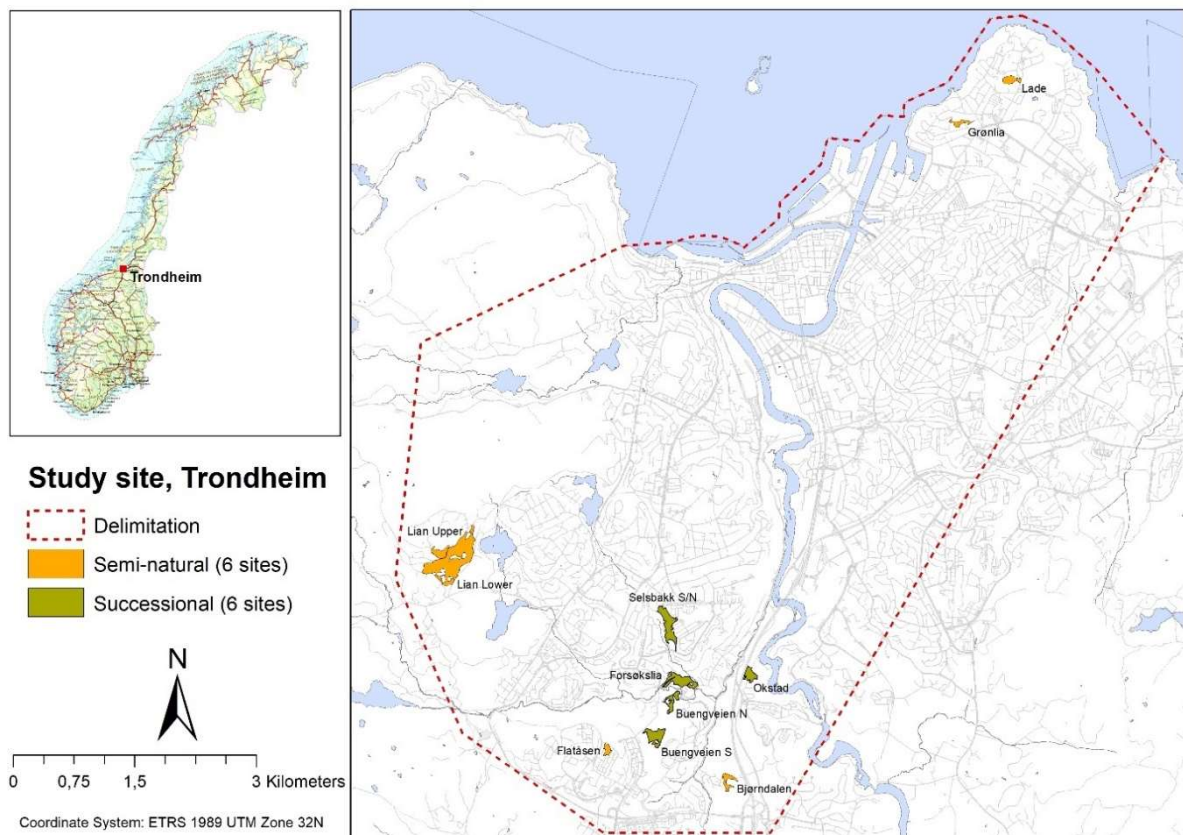 Trondheim
Study site, Trondheim
Delimitation
Semi-natural (6 sites)
Successional (6 sites)
N
0 0,75 1,5 3 Kilometers
Coordinate System: ETRS 1989 UTM Zone 32N
Lade
Grønlia
Lian Upper
Lian Lower
Selsbakk S/N
Forsøkslia
Okstad
Buengveien N
Buengveien S
Flatåsen
Bjørndalen